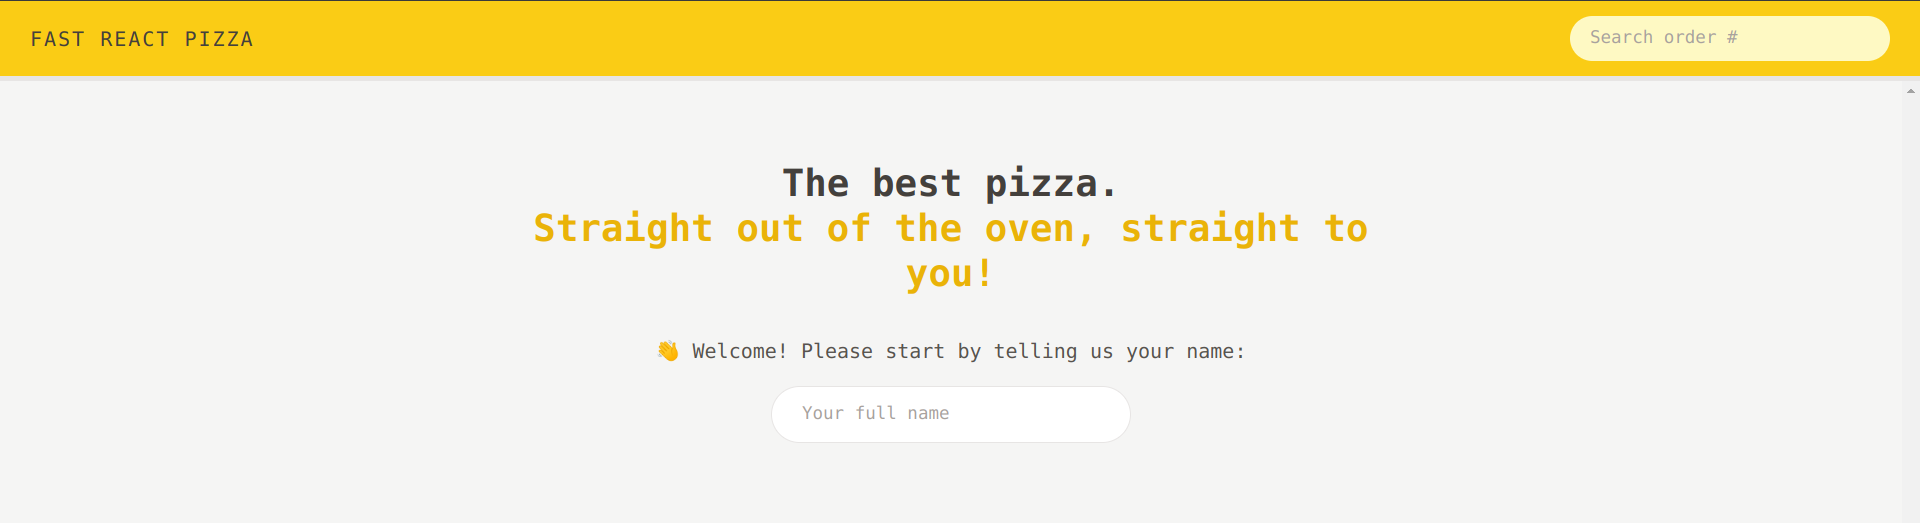 FAST REACT PIZZA
Search order #
The best pizza.
Straight out of the oven, straight to
you!
👋 Welcome! Please start by telling us your name:
Your full name